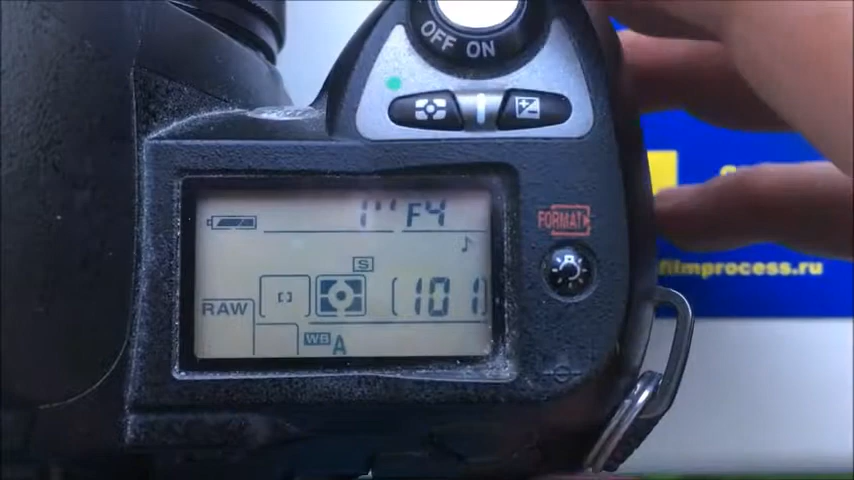 OFF ON
1" F4
FORMAT
S
RAW [101]
WB A
filmprocess.ru